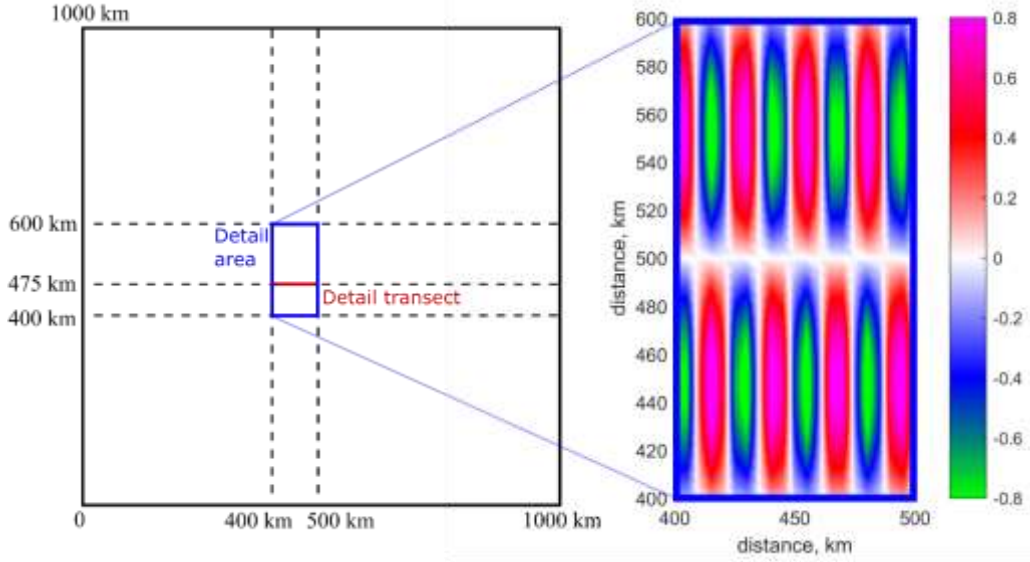 1000 km
600 km
Detail
area
475 km
Detail transect
400 km
0
400 km
500 km
1000 km
600
580
560
540
520
500
480
460
440
420
400
distance, km
400
450
500
distance, km
0.8
0.6
0.4
0.2
0
-0.2
-0.4
-0.6
-0.8